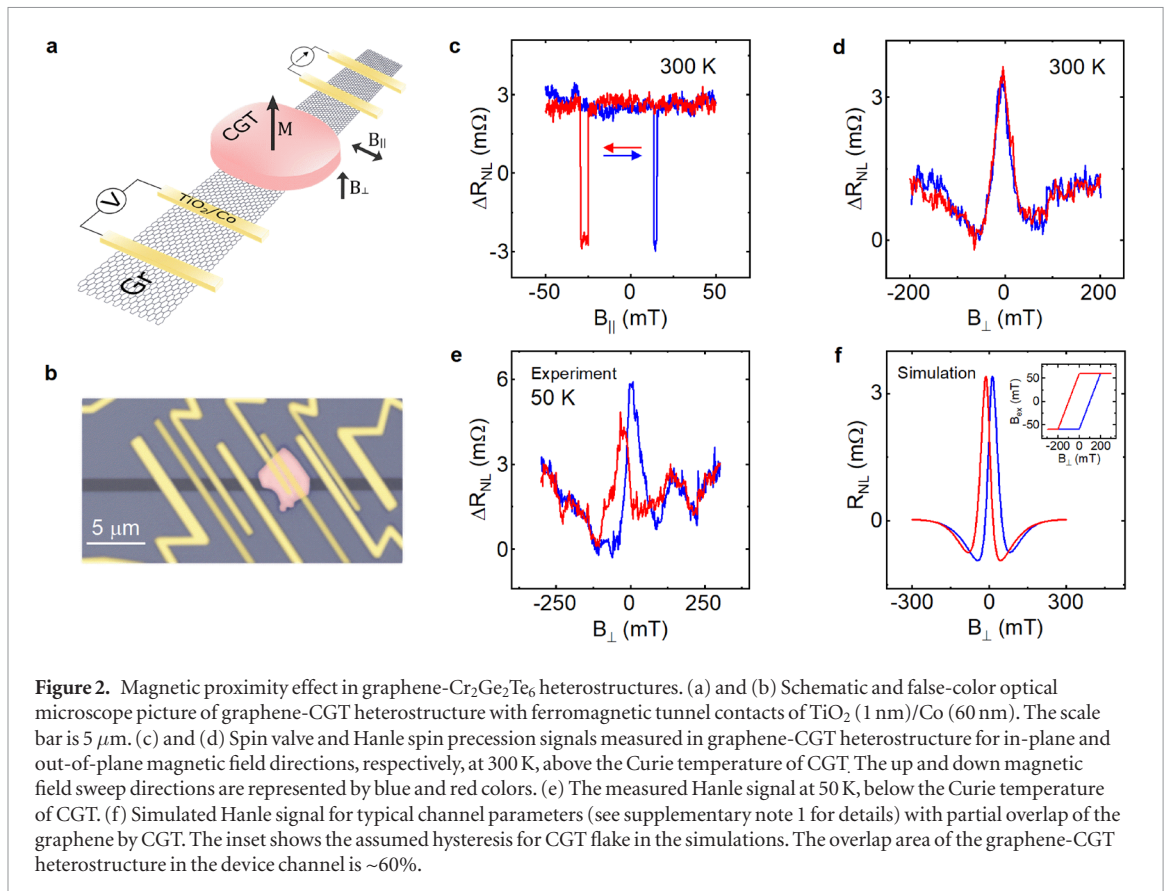 a
CGT
M
B||
B⊥
V
TiO2/Co
Gr
b
5 μm
c
300 K
3
0
-3
ΔRNL (mΩ)
-50 0 50
B|| (mT)
d
300 K
3
0
ΔRNL (mΩ)
-200 0 200
B⊥ (mT)
e
Experiment
50 K
6
3
0
ΔRNL (mΩ)
-250 0 250
B⊥ (mT)
f
Simulation
3
0
RNL (mΩ)
-300 0 300
B⊥ (mT)
50
0
-50
Bex (mT)
-200 0 200
B⊥ (mT)
Figure 2. Magnetic proximity effect in graphene-Cr2Ge2Te6 heterostructures. (a) and (b) Schematic and false-color optical
microscope picture of graphene-CGT heterostructure with ferromagnetic tunnel contacts of TiO2 (1 nm)/Co (60 nm). The scale
bar is 5 μm. (c) and (d) Spin valve and Hanle spin precession signals measured in graphene-CGT heterostructure for in-plane and
out-of-plane magnetic field directions, respectively, at 300 K, above the Curie temperature of CGT. The up and down magnetic
field sweep directions are represented by blue and red colors. (e) The measured Hanle signal at 50 K, below the Curie temperature
of CGT. (f) Simulated Hanle signal for typical channel parameters (see supplementary note 1 for details) with partial overlap of the
graphene by CGT. The inset shows the assumed hysteresis for CGT flake in the simulations. The overlap area of the graphene-CGT
heterostructure in the device channel is ~60%.